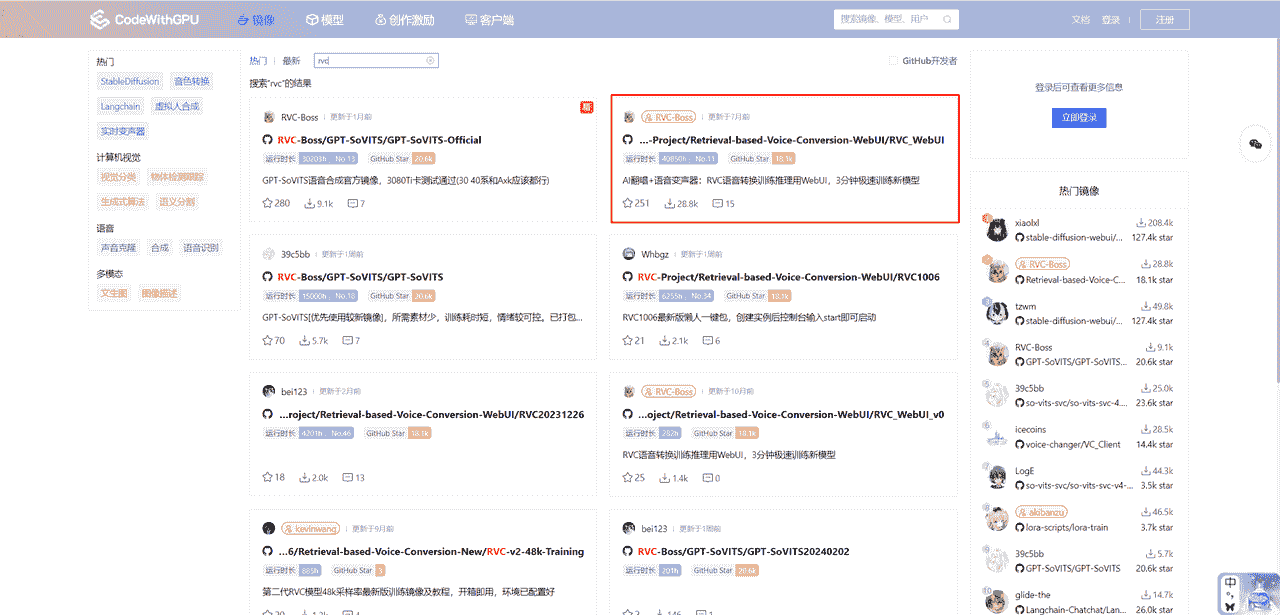 CodeWithGPU
镜像
模型
创作激励
客户端
搜索镜像、模型、用户
文档
登录
注册
热门
StableDiffusion
音色转换
Langchain
虚拟人合成
实时变声器
计算机视觉
视觉分类
物体检测跟踪
生成式算法
语义分割
语音
声音克隆
合成
语音识别
多模态
文生图
图像描述
热门
最新
rvc
GitHub开发者
搜索"rvc"的结果
RVC-Boss
更新于1月前
RVC-Boss/GPT-SoVITS/GPT-SoVITS-Official
运行时长 30203h 、No.13 GitHub Star 20.6k
GPT-SoVITS语音合成官方镜像，3080Ti卡测试通过(30 40系和Axk应该都行)
280 9.1k 7
RVC-Boss
更新于7月前
...-Project/Retrieval-based-Voice-Conversion-WebUI/RVC_WebUI
运行时长 40850h 、No.11 GitHub Star 18.1k
AI翻唱+语音变声器：RVC语音转换训练推理用WebUI，3分钟极速训练新模型
251 28.8k 15
39c5bb
更新于1周前
RVC-Boss/GPT-SoVITS/GPT-SoVITS
运行时长 15000h 、No.18 GitHub Star 20.6k
GPT-SoVITS[优先使用较新镜像]，所需素材少，训练耗时短，情绪较可控。已打包...
70 5.7k 7
Whbgz
更新于1周前
RVC-Project/Retrieval-based-Voice-Conversion-WebUI/RVC1006
运行时长 6255h 、No.34 GitHub Star 18.1k
RVC1006最新版懒人一键包，创建实例后控制台输入start即可启动
21 2.1k 6
bei123
更新于2月前
...roject/Retrieval-based-Voice-Conversion-WebUI/RVC20231226
运行时长 4201h 、No.46 GitHub Star 18.1k
18 2.0k 13
RVC-Boss
更新于10月前
...oject/Retrieval-based-Voice-Conversion-WebUI/RVC_WebUI_v0
运行时长 282h GitHub Star 18.1k
RVC语音转换训练推理用WebUI，3分钟极速训练新模型
25 1.4k 0
kevinwang
更新于9月前
...6/Retrieval-based-Voice-Conversion-New/RVC-v2-48k-Training
运行时长 885h GitHub Star 3
第二代RVC模型48k采样率最新版训练镜像及教程，开箱即用，环境已配置好
bei123
更新于1周前
RVC-Boss/GPT-SoVITS/GPT-SoVITS20240202
运行时长 201h GitHub Star 20.6k
登录后可查看更多信息
立即登录
热门镜像
xiaolxl 208.4k
stable-diffusion-webui/... 127.4k star
RVC-Boss 28.8k
Retrieval-based-Voice-C... 18.1k star
tzwm 49.8k
stable-diffusion-webui/... 127.4k star
RVC-Boss 9.1k
GPT-SoVITS/GPT-SoVITS... 20.6k star
39c5bb 25.0k
so-vits-svc/so-vits-svc-4.... 23.6k star
icecoins 28.5k
voice-changer/VC_Client 14.4k star
LogE 44.3k
so-vits-svc/so-vits-svc-v4-... 3.5k star
akibanzu 46.5k
lora-scripts/lora-train 3.7k star
39c5bb 5.7k
GPT-SoVITS/GPT-SoVITS 20.6k star
glide-the 14.7k
Langchain-Chatchat/Lan... 
中